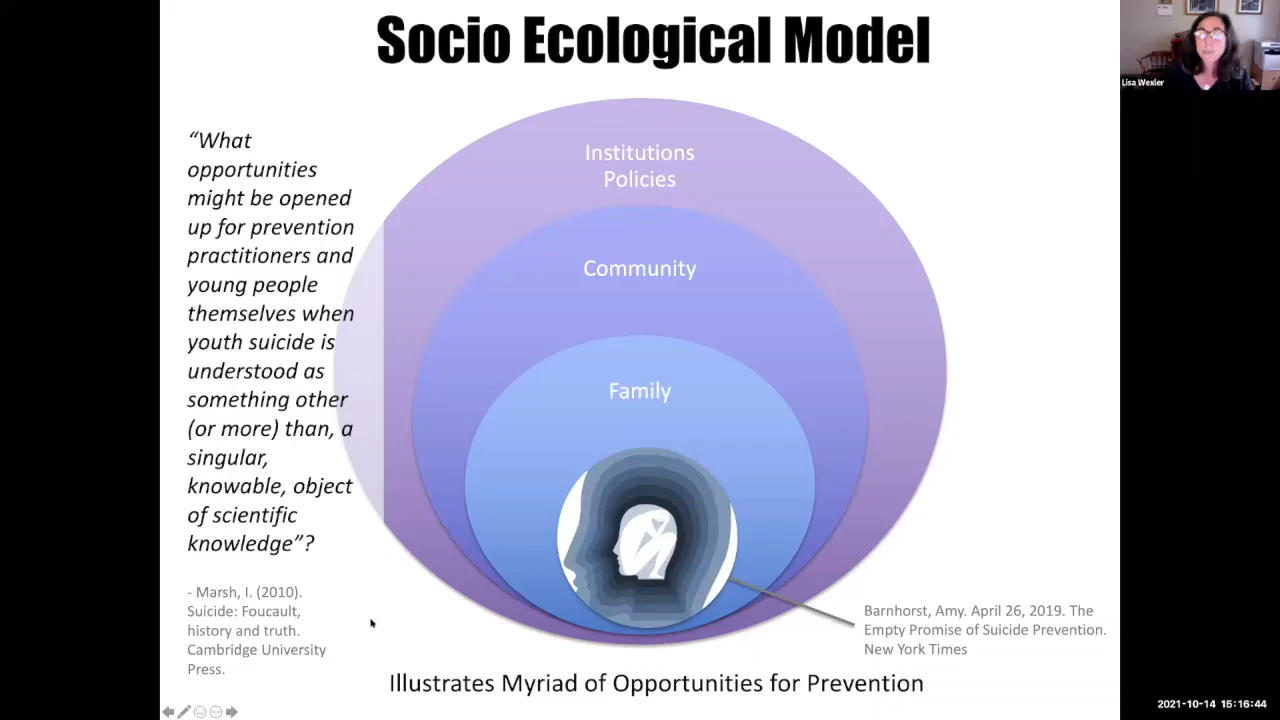 Socio Ecological Model
Lisa Wexler
“What
opportunities
might be opened
up for prevention
practitioners and
young people
themselves when
youth suicide is
understood as
something other
(or more) than, a
singular,
knowable, object
of scientific
knowledge”?
- Marsh, I. (2010).
Suicide: Foucault,
history and truth.
Cambridge University
Press.
Institutions
Policies
Community
Family
Barnhorst, Amy. April 26, 2019. The
Empty Promise of Suicide Prevention.
New York Times
Illustrates Myriad of Opportunities for Prevention
2021-10-14 15:16:44